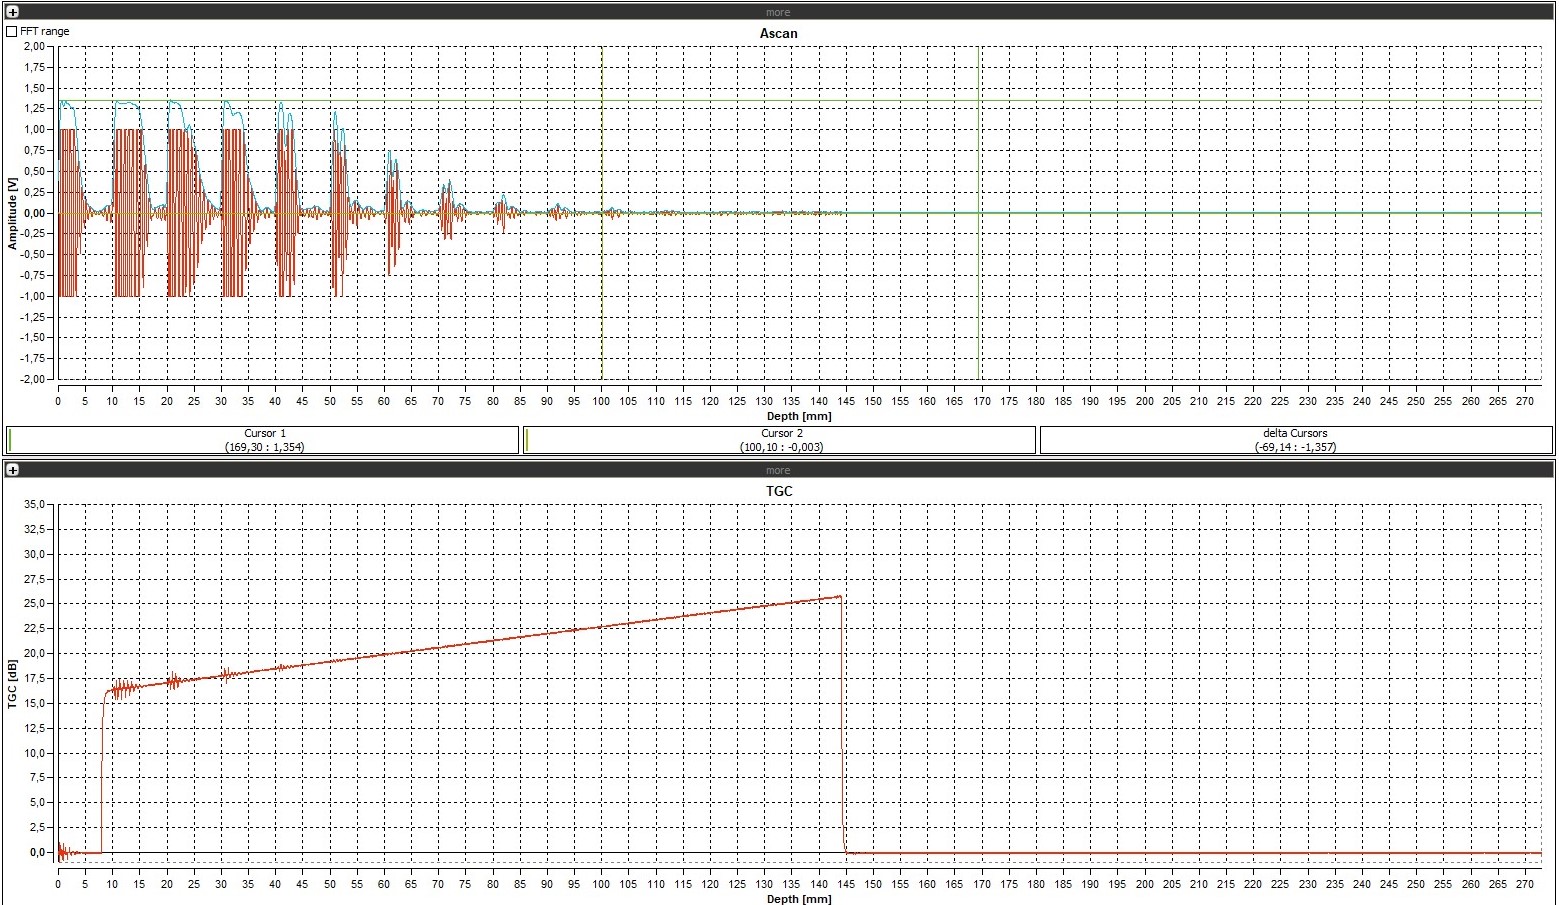 more
FFT range
Ascan
2,00
1,75
1,50
1,25
1,00
0,75
0,50
0,25
0,00
-0,25
-0,50
-0,75
-1,00
-1,25
-1,50
-1,75
-2,00
Amplitude [V]
0 5 10 15 20 25 30 35 40 45 50 55 60 65 70 75 80 85 90 95 100 105 110 115 120 125 130 135 140 145 150 155 160 165 170 175 180 185 190 195 200 205 210 215 220 225 230 235 240 245 250 255 260 265 270
Depth [mm]
Cursor 1
(169,30 : 1,354)
Cursor 2
(100,10 : -0,003)
delta Cursors
(-69,14 : -1,357)
more
TGC
35,0
32,5
30,0
27,5
25,0
22,5
20,0
17,5
15,0
12,5
10,0
7,5
5,0
2,5
0,0
TGC [dB]
0 5 10 15 20 25 30 35 40 45 50 55 60 65 70 75 80 85 90 95 100 105 110 115 120 125 130 135 140 145 150 155 160 165 170 175 180 185 190 195 200 205 210 215 220 225 230 235 240 245 250 255 260 265 270
Depth [mm]